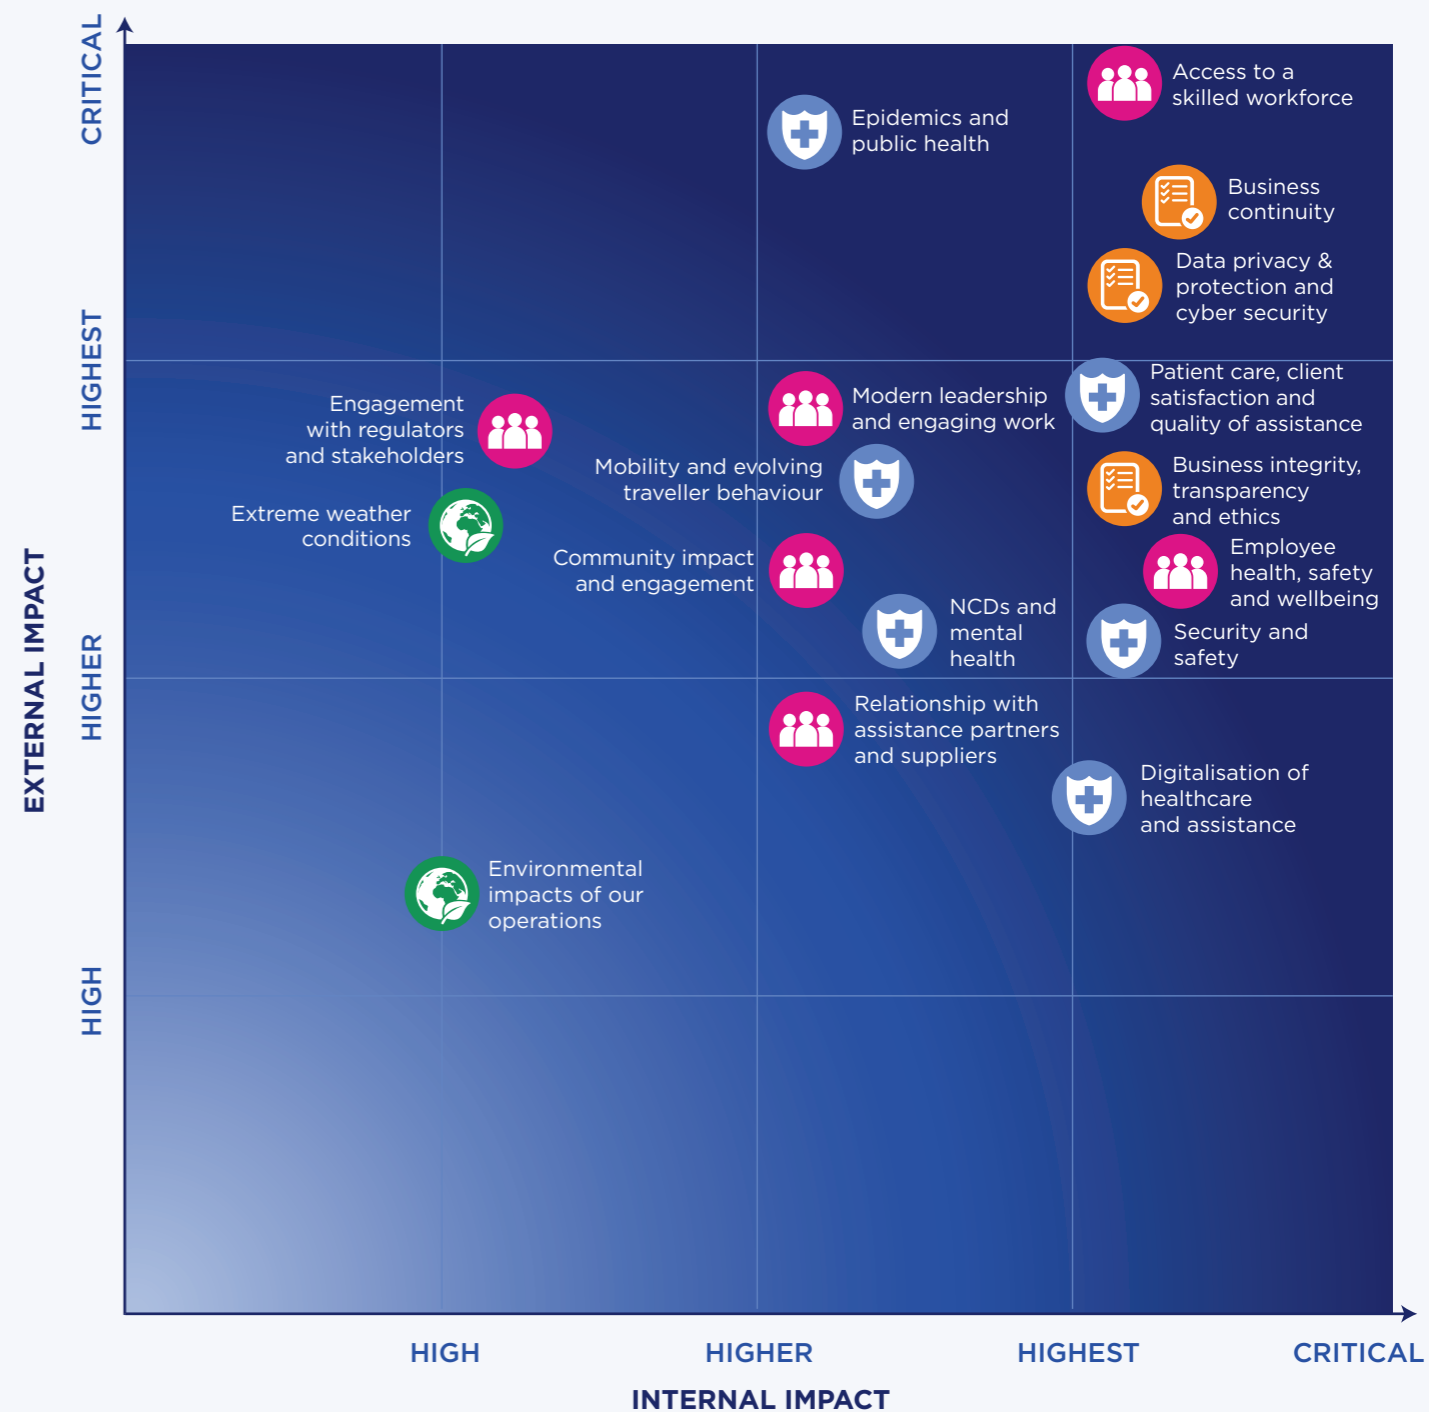 CRITICAL
HIGHEST
HIGHER
HIGH
EXTERNAL IMPACT
Access to a
skilled workforce
Epidemics and
public health
Business
continuity
Data privacy &
protection and
cyber security
Patient care, client
satisfaction and
quality of assistance
Modern leadership
and engaging work
Engagement
with regulators
and stakeholders
Mobility and evolving
traveller behaviour
Business integrity,
transparency
and ethics
Extreme weather
conditions
Community impact
and engagement
Employee
health, safety
and wellbeing
NCDs and
mental
health
Security and
safety
Relationship with
assistance partners
and suppliers
Digitalisation of
healthcare
and assistance
Environmental
impacts of our
operations
HIGH
HIGHER
HIGHEST
CRITICAL
INTERNAL IMPACT